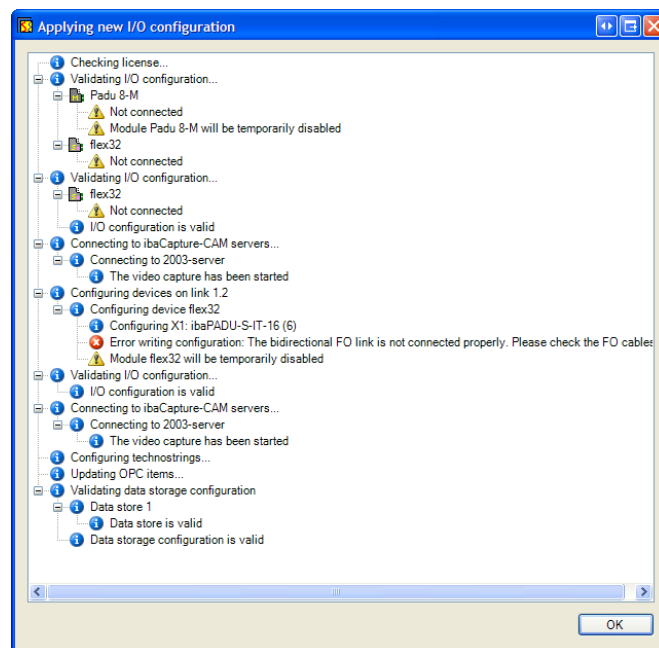 Applying new I/O configuration
Checking license...
Validating I/O configuration...
Padu 8-M
Not connected
Module Padu 8-M will be temporarily disabled
flex32
Not connected
Validating I/O configuration...
flex32
Not connected
I/O configuration is valid
Connecting to ibaCapture-CAM servers...
Connecting to 2003-server
The video capture has been started
Configuring devices on link 1.2
Configuring device flex32
Configuring X1: ibaPADU-S-IT-16 (6)
Error writing configuration: The bidirectional FO link is not connected properly. Please check the FO cables
Module flex32 will be temporarily disabled
Validating I/O configuration...
I/O configuration is valid
Connecting to ibaCapture-CAM servers...
Connecting to 2003-server
The video capture has been started
Configuring technostrings...
Updating OPC items...
Validating data storage configuration
Data store 1
Data store is valid
Data storage configuration is valid
OK